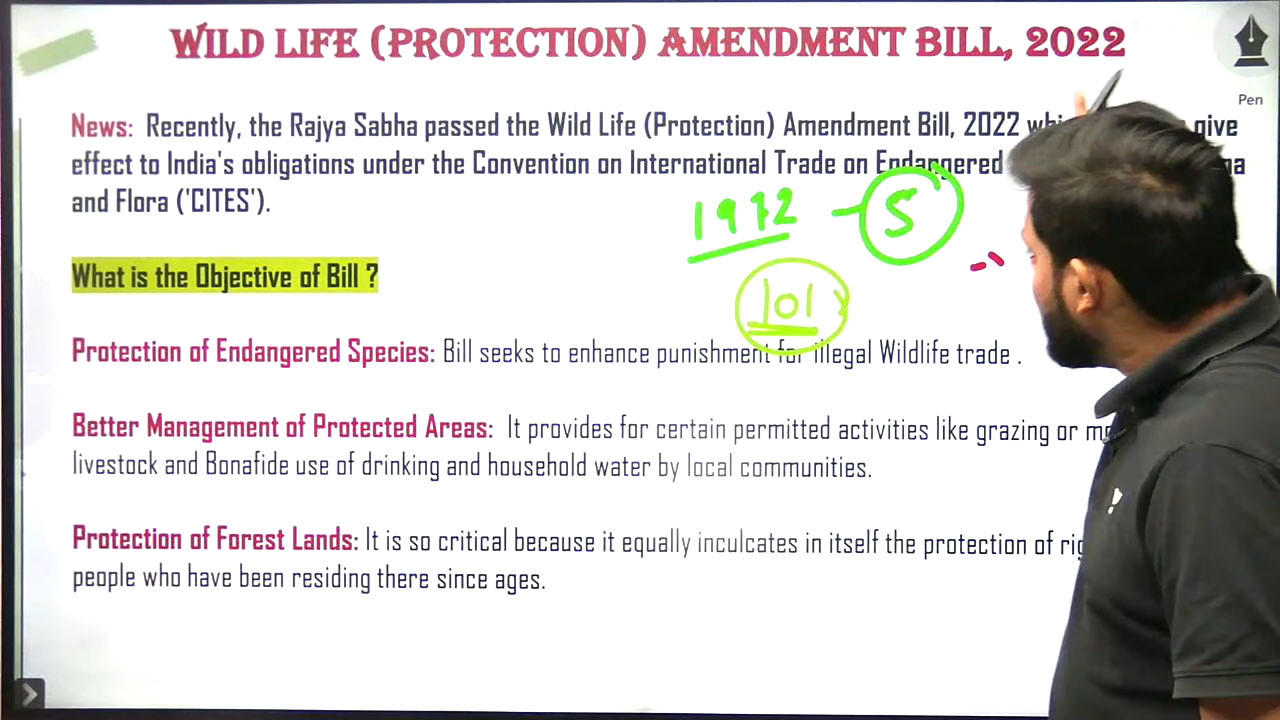 WILD LIFE (PROTECTION) AMENDMENT BILL, 2022
Pen
News: Recently, the Rajya Sabha passed the Wild Life (Protection) Amendment Bill, 2022 give
effect to India's obligations under the Convention on International Trade on Endangered
and Flora ('CITES').
1972 - 5
What is the Objective of Bill ?
101
Protection of Endangered Species: Bill seeks to enhance punishment for illegal Wildlife trade .
Better Management of Protected Areas: It provides for certain permitted activities like grazing or
livestock and Bonafide use of drinking and household water by local communities.
Protection of Forest Lands: It is so critical because it equally inculcates in itself the protection of
people who have been residing there since ages.